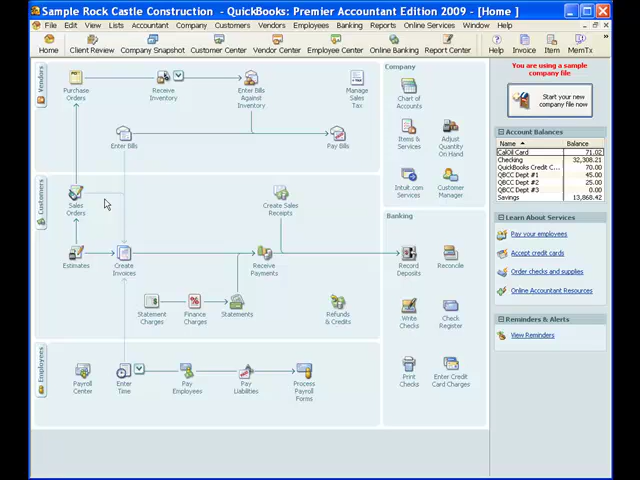 Sample Rock Castle Construction - QuickBooks: Premier Accountant Edition 2009 - [Home ]
File Edit View Lists Accountant Company Customers Vendors Employees Banking Reports Online Services Window Help
Home Client Review Company Snapshot Customer Center Vendor Center Employee Center Online Banking Report Center Help Invoice Item MemTx
Vendors
Purchase Orders
Receive Inventory
Enter Bills Against Inventory
Manage Sales Tax
Enter Bills
Pay Bills
Customers
Sales Orders
Create Sales Receipts
Estimates
Create Invoices
Receive Payments
Statement Charges
Finance Charges
Statements
Refunds & Credits
Employees
Payroll Center
Enter Time
Pay Employees
Pay Liabilities
Process Payroll Forms
Company
Chart of Accounts
Items & Services
Adjust Quantity On Hand
Intuit.com Services
Customer Manager
Banking
Record Deposits
Reconcile
Write Checks
Check Register
Print Checks
Enter Credit Card Charges
You are using a sample company file
Start your new company file now
Account Balances
Name Balance
CalOil Card 71.02
Checking 32,308.21
QuickBooks Credit C... 70.00
QBCC Dept #1 45.00
QBCC Dept #2 25.00
QBCC Dept #3 0.00
Savings 13,868.42
Learn About Services
Pay your employees
Accept credit cards
Order checks and supplies
Online Accountant Resources
Reminders & Alerts
View Reminders